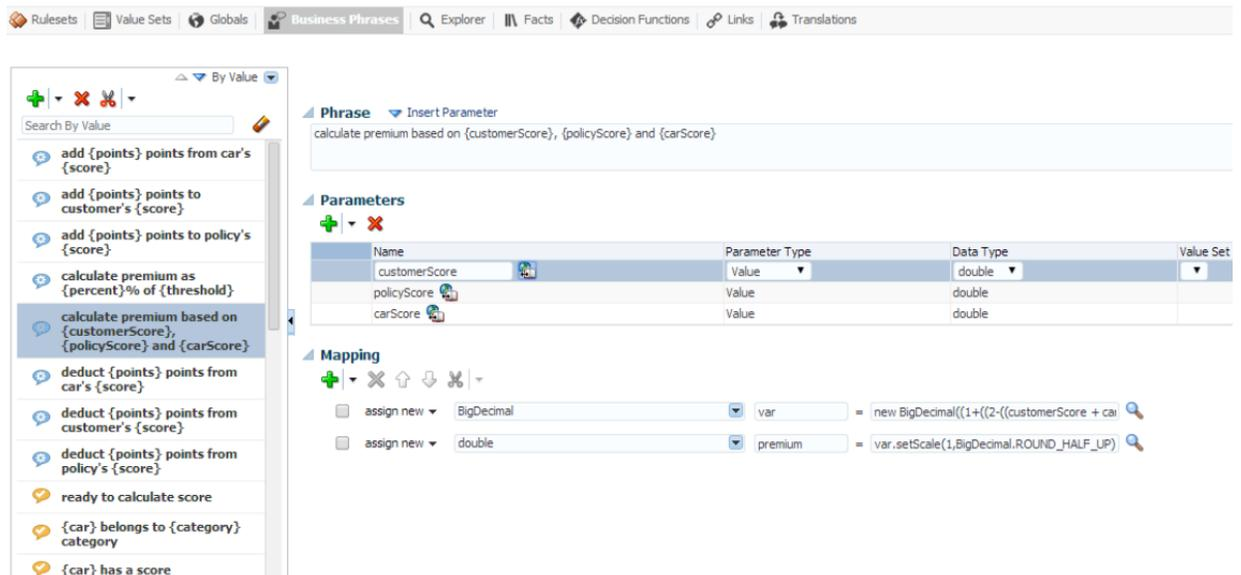 Rulesets Value Sets Globals Business Phrases Explorer Facts Decision Functions Links Translations
By Value
Search By Value
add {points} points from car's
{score}
add {points} points to
customer's {score}
add {points} points to policy's
{score}
calculate premium as
{percent}% of {threshold}
calculate premium based on
{customerScore},
{policyScore} and {carScore}
deduct {points} points from
car's {score}
deduct {points} points from
customer's {score}
deduct {points} points from
policy's {score}
ready to calculate score
{car} belongs to {category}
category
{car} has a score
Phrase Insert Parameter
calculate premium based on {customerScore}, {policyScore} and {carScore}
Parameters
Name Parameter Type Data Type Value Set
customerScore Value double
policyScore Value double
carScore Value double
Mapping
assign new BigDecimal var = new BigDecimal((1+((2-((customerScore + car
assign new double premium = var.setScale(1,BigDecimal.ROUND_HALF_UP)